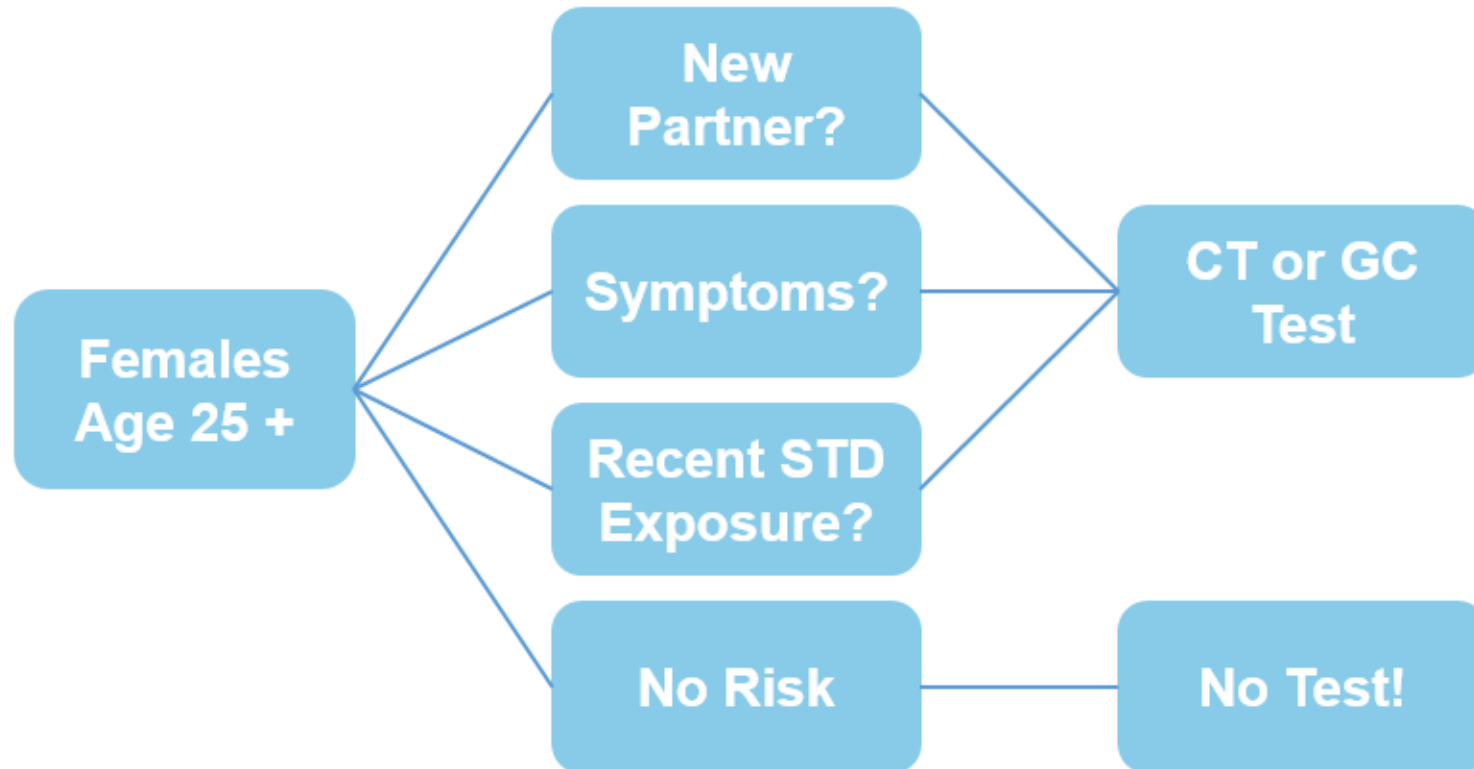 Females
Age 25 +
New
Partner?
Symptoms?
Recent STD
Exposure?
No Risk
CT or GC
Test
No Test!